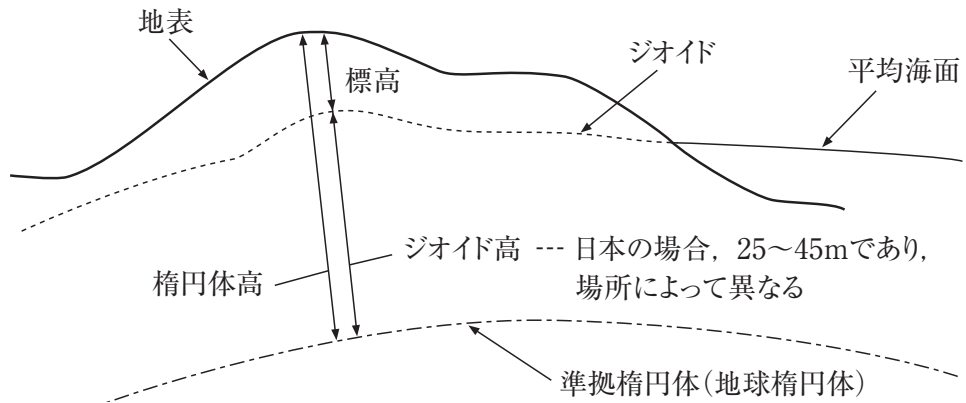 地表
ジオイド
平均海面
標高
ジオイド高 --- 日本の場合，25～45mであり，
場所によって異なる
楕円体高
準拠楕円体（地球楕円体）